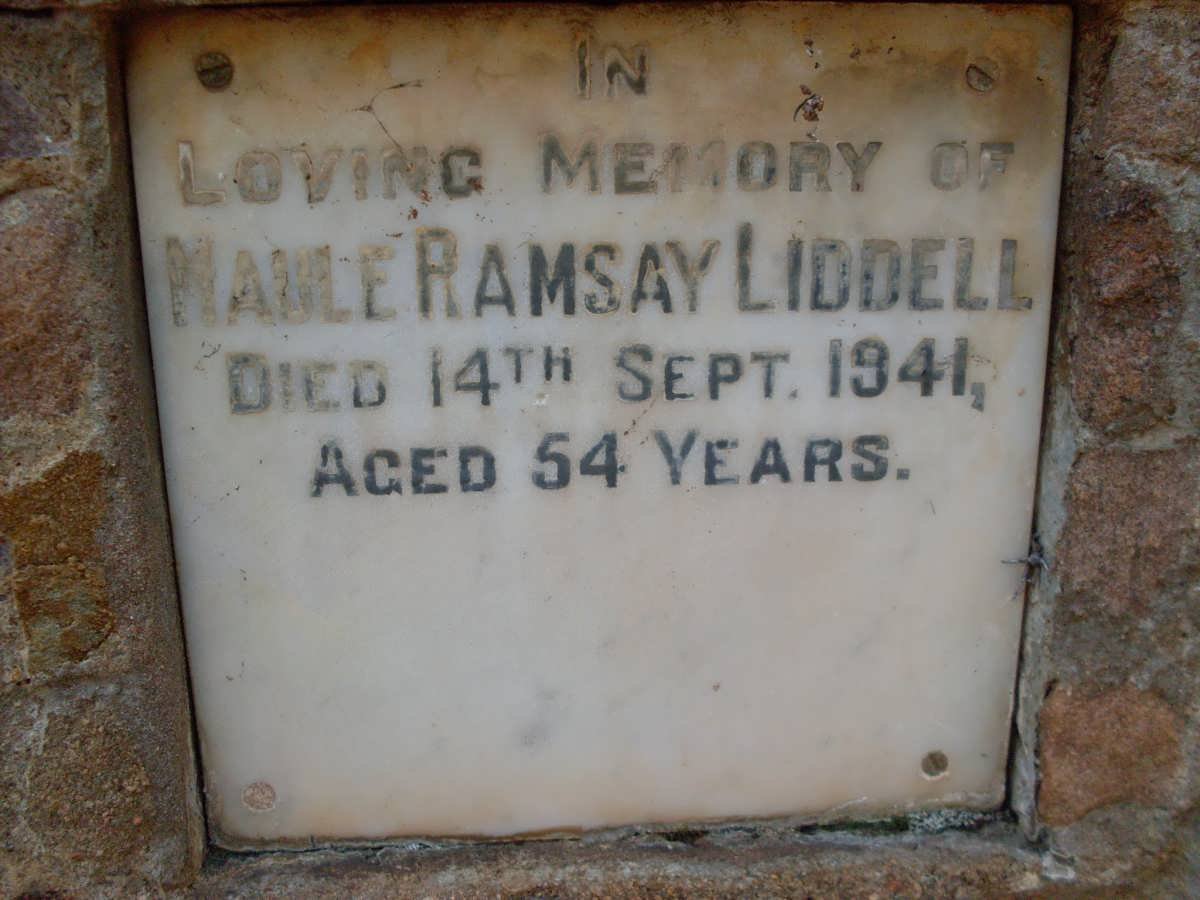 IN
LOVING MEMORY OF
MAULE RAMSAY LIDDELL
DIED 14TH SEPT. 1941,
AGED 54 YEARS.